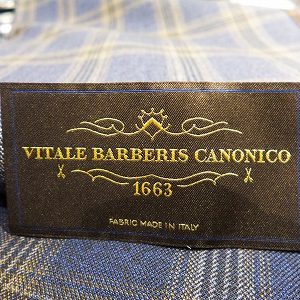 VITALE BARBERIS CANONICO
1663
FABRIC MADE IN ITALY